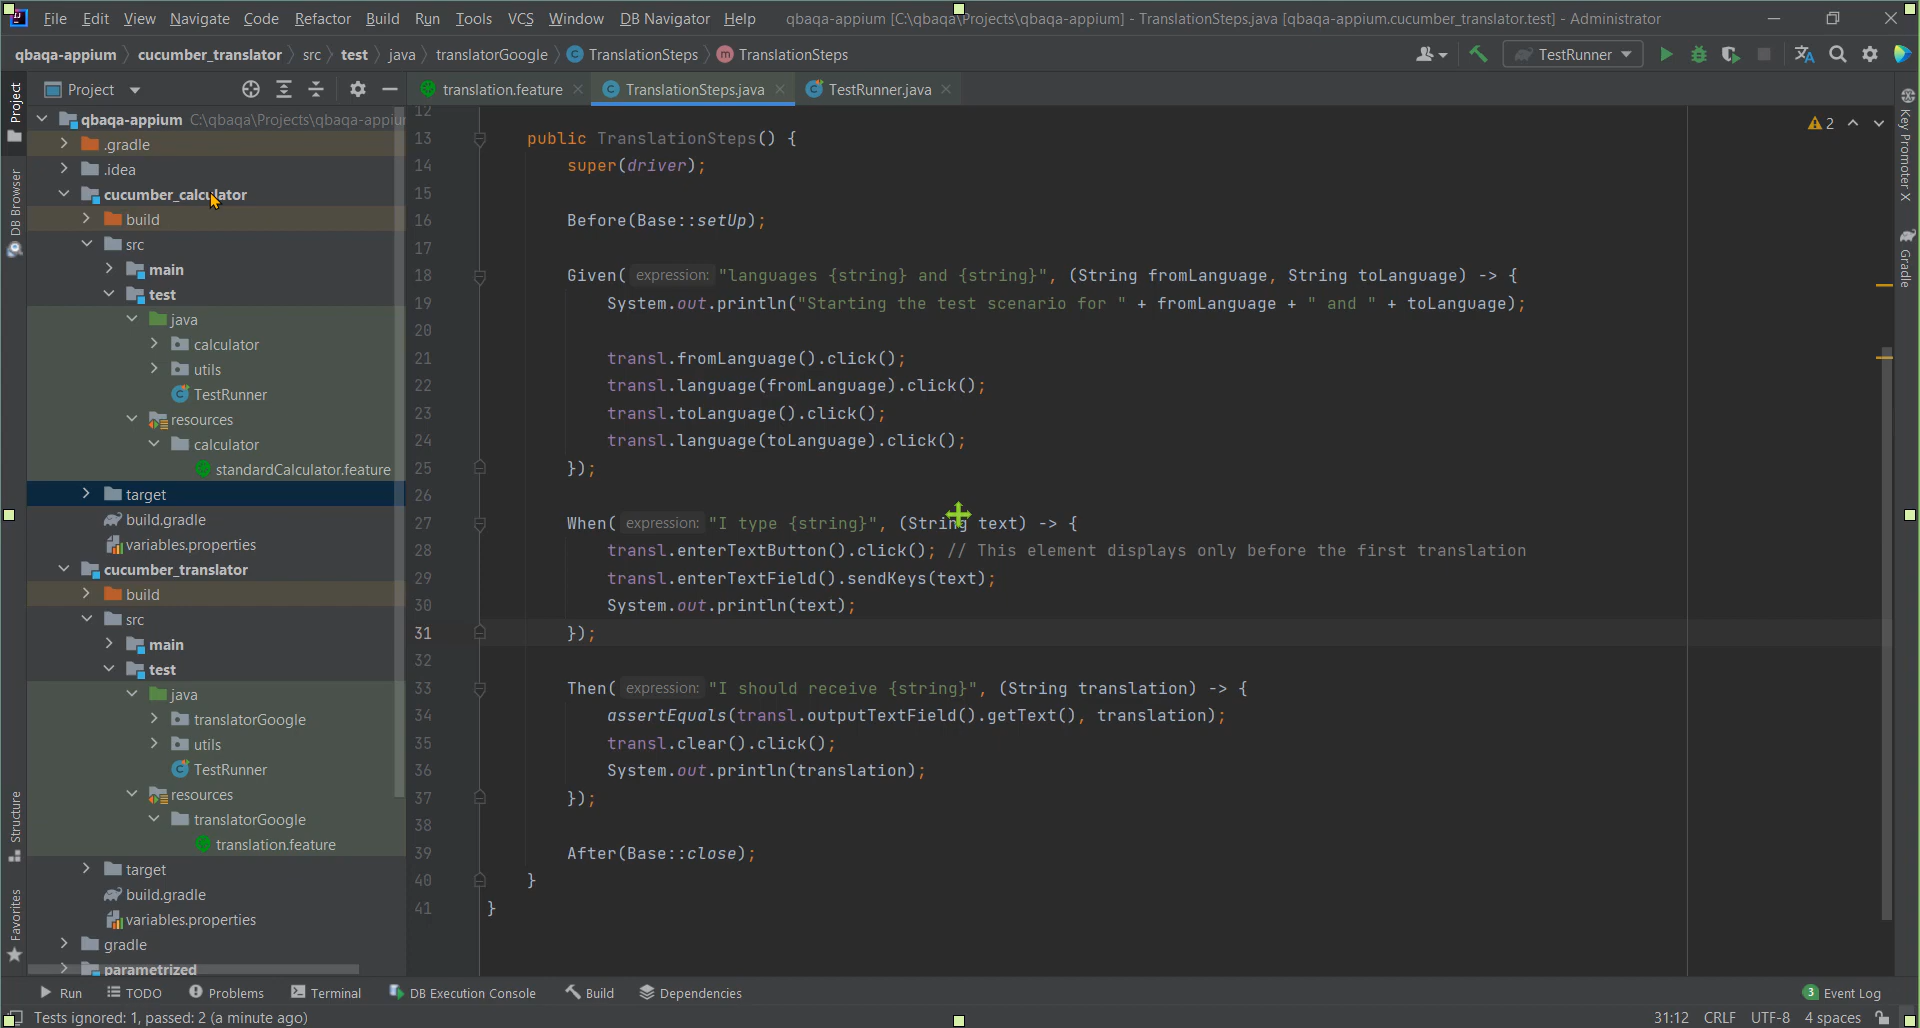 File Edit View Navigate Code Refactor Build Run Tools VCS Window DB Navigator Help qbaqa-appium [C:\qbaqa\Projects\qbaqa-appium] - TranslationSteps.java [qbaqa-appium.cucumber_translator.test] - Administrator
qbaqa-appium cucumber_translator src test java translatorGoogle TranslationSteps TranslationSteps TestRunner
Project translation.feature TranslationSteps.java TestRunner.java
Project
DB Browser
Structure
Favorites
qbaqa-appium C:\qbaqa\Projects\qbaqa-appium
.gradle
.idea
cucumber_calculator
build
src
main
test
java
calculator
utils
TestRunner
resources
calculator
standardCalculator.feature
target
build.gradle
variables.properties
cucumber_translator
build
src
main
test
java
translatorGoogle
utils
TestRunner
resources
translatorGoogle
translation.feature
target
build.gradle
variables.properties
gradle
parametrized
2
12
13 public TranslationSteps() {
14 super(driver);
15
16 Before(Base::setUp);
17
18 Given( expression: "languages {string} and {string}", (String fromLanguage, String toLanguage) -> {
19 System.out.println("Starting the test scenario for " + fromLanguage + " and " + toLanguage);
20
21 transl.fromLanguage().click();
22 transl.language(fromLanguage).click();
23 transl.toLanguage().click();
24 transl.language(toLanguage).click();
25 });
26
27 When( expression: "I type {string}", (String text) -> {
28 transl.enterTextButton().click(); // This element displays only before the first translation
29 transl.enterTextField().sendKeys(text);
30 System.out.println(text);
31 });
32
33 Then( expression: "I should receive {string}", (String translation) -> {
34 assertEquals(transl.outputTextField().getText(), translation);
35 transl.clear().click();
36 System.out.println(translation);
37 });
38
39 After(Base::close);
40 }
41 }
Key Promoter X
Gradle
Run TODO Problems Terminal DB Execution Console Build Dependencies 3 Event Log
Tests ignored: 1, passed: 2 (a minute ago) 31:12 CRLF UTF-8 4 spaces